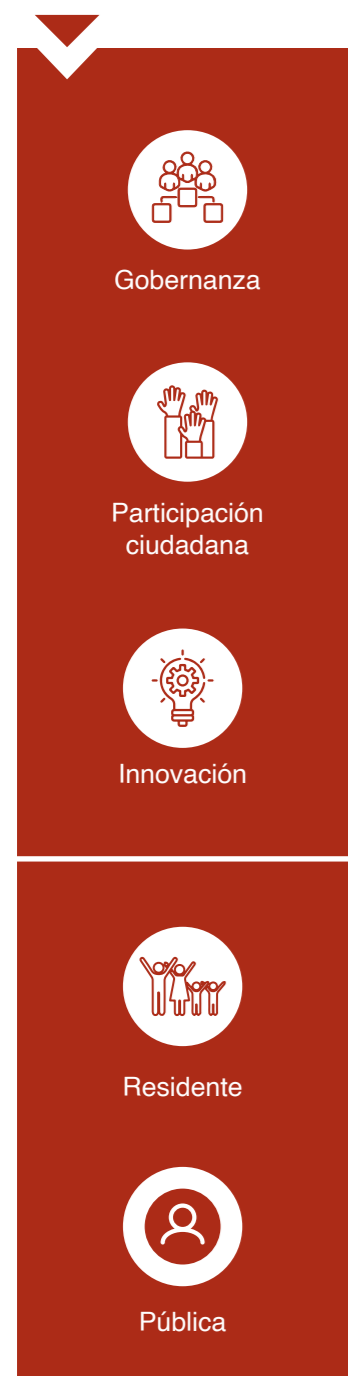 Gobernanza
Participación
ciudadana
Innovación
Residente
Pública